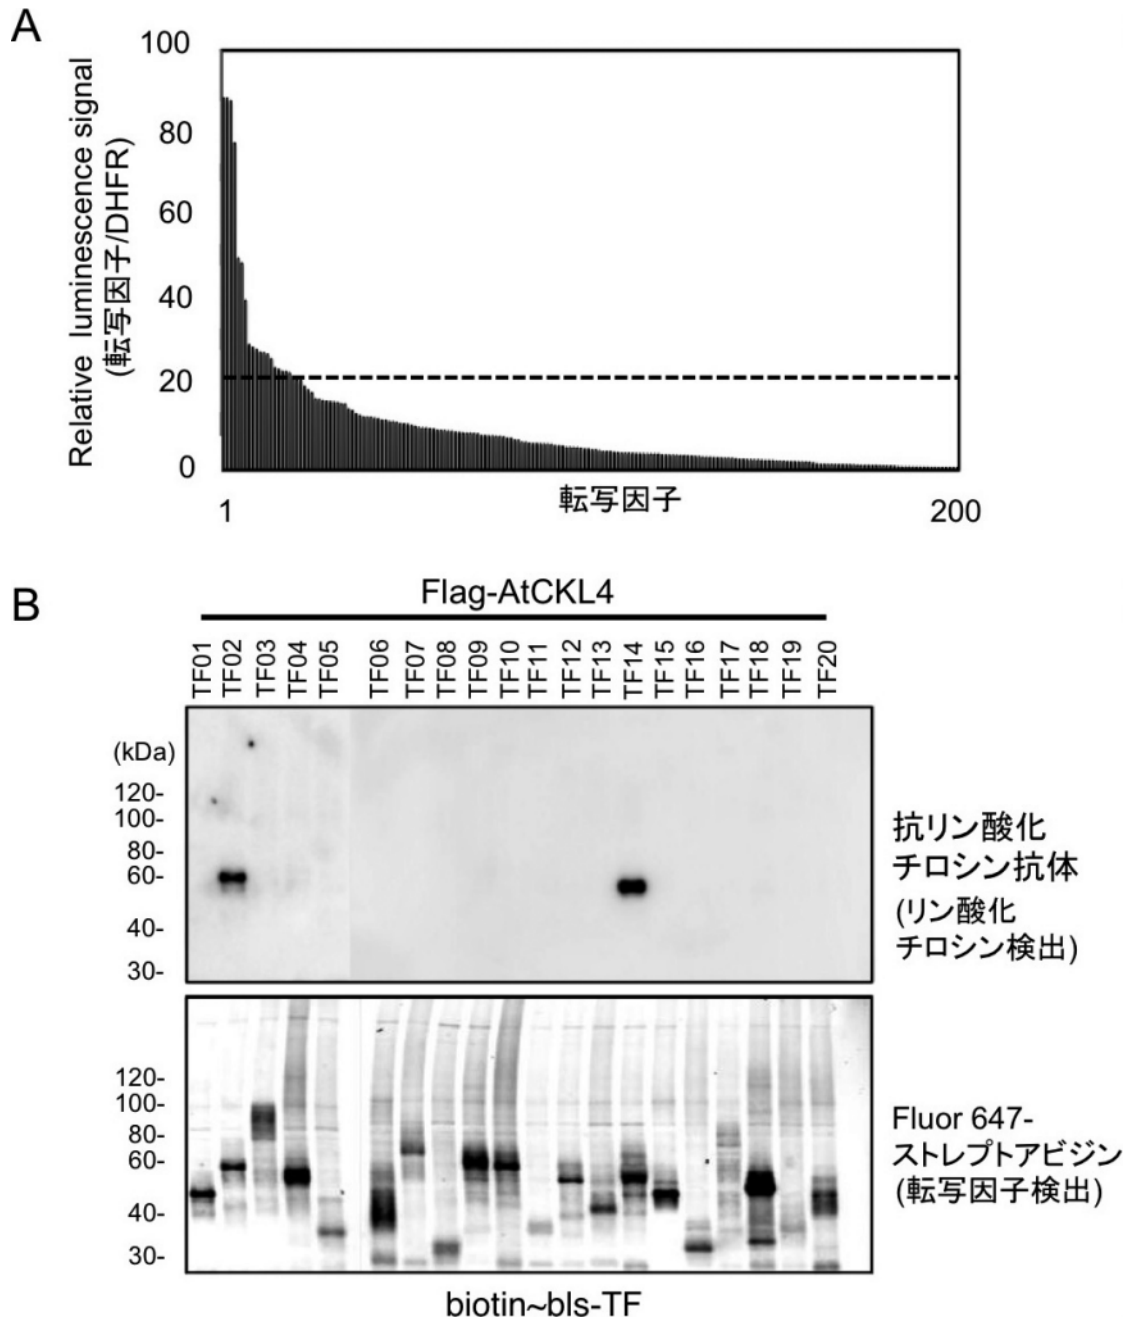 A
Relative luminescence signal
(転写因子/DHFR)
100
80
60
40
20
0
1
転写因子
200
B
Flag-AtCKL4
TF01
TF02
TF03
TF04
TF05
TF06
TF07
TF08
TF09
TF10
TF11
TF12
TF13
TF14
TF15
TF16
TF17
TF18
TF19
TF20
(kDa)
120-
100-
80-
60-
40-
30-
抗リン酸化
チロシン抗体
(リン酸化
チロシン検出)
120-
100-
80-
60-
40-
30-
Fluor 647-
ストレプトアビジン
(転写因子検出)
biotin~bls-TF